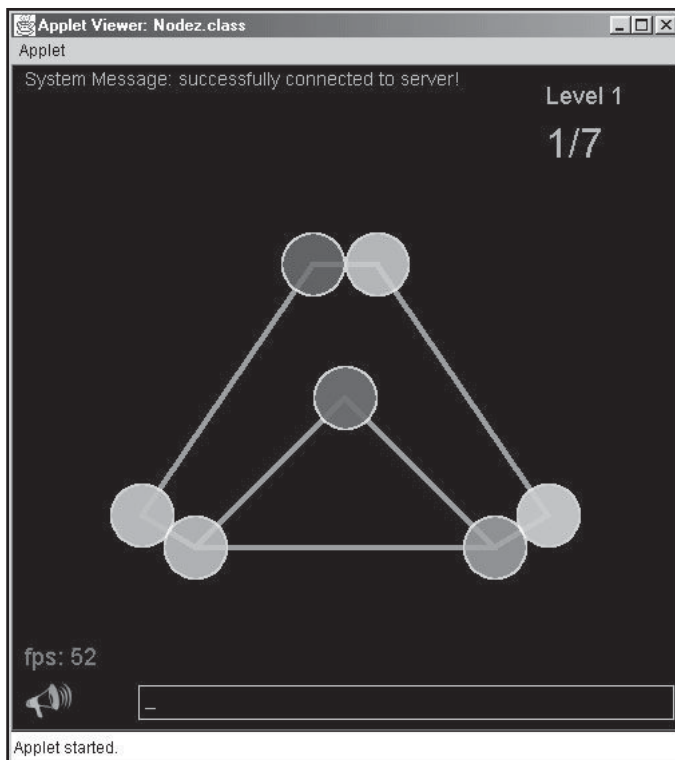 Applet Viewer: Nodez.class
Applet
System Message: successfully connected to server!
Level 1
1/7
fps: 52
_
Applet started.